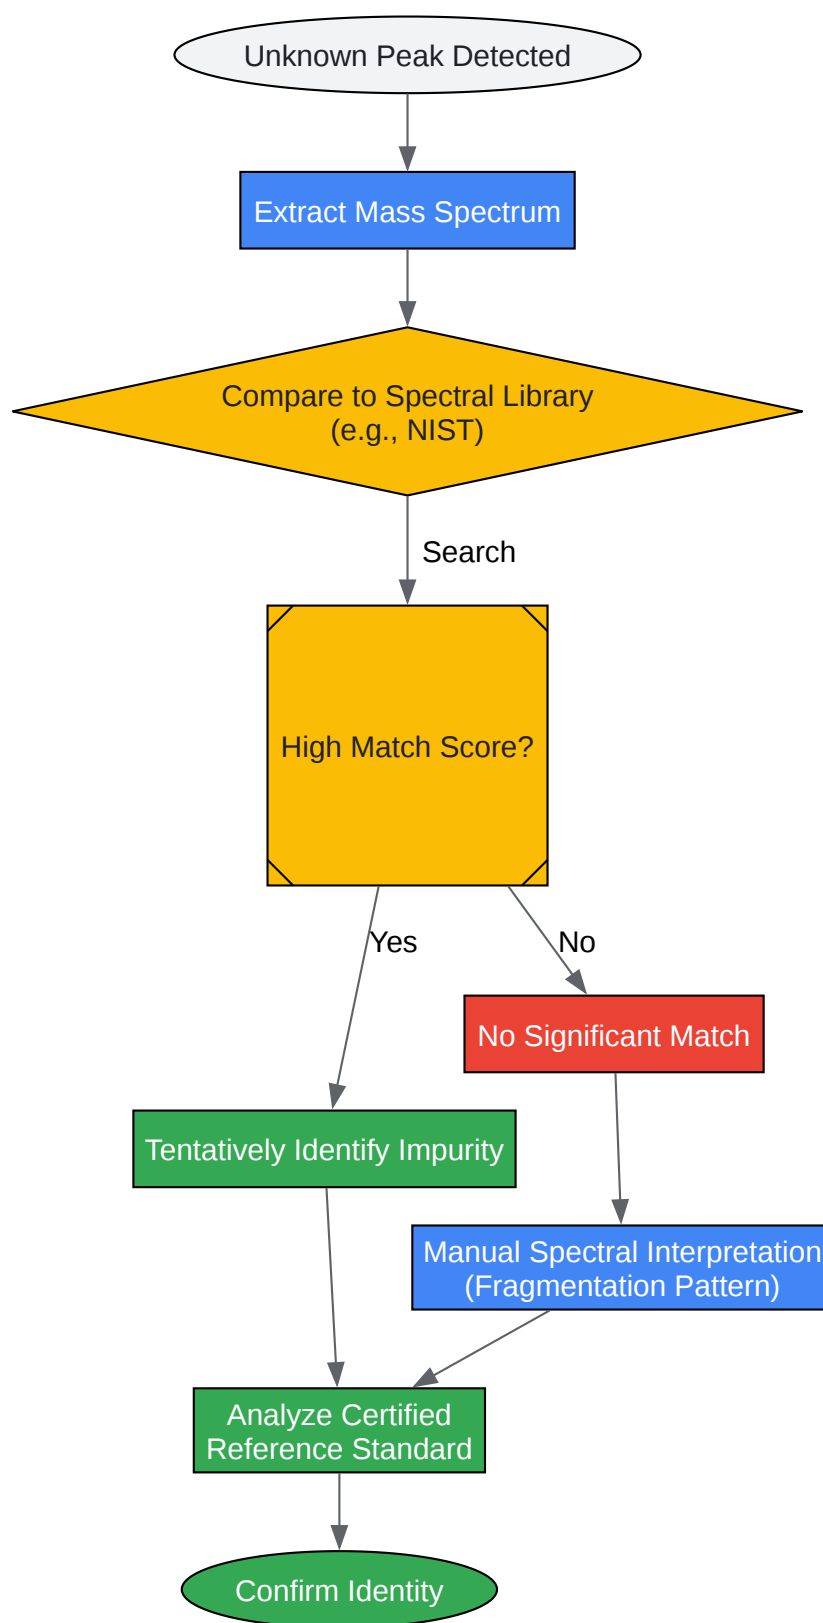 Unknown Peak Detected
Extract Mass Spectrum
Compare to Spectral Library
(e.g., NIST)
Search
High Match Score?
Yes
No
No Significant Match
Tentatively Identify Impurity
Manual Spectral Interpretation
(Fragmentation Pattern)
Analyze Certified
Reference Standard
Confirm Identity